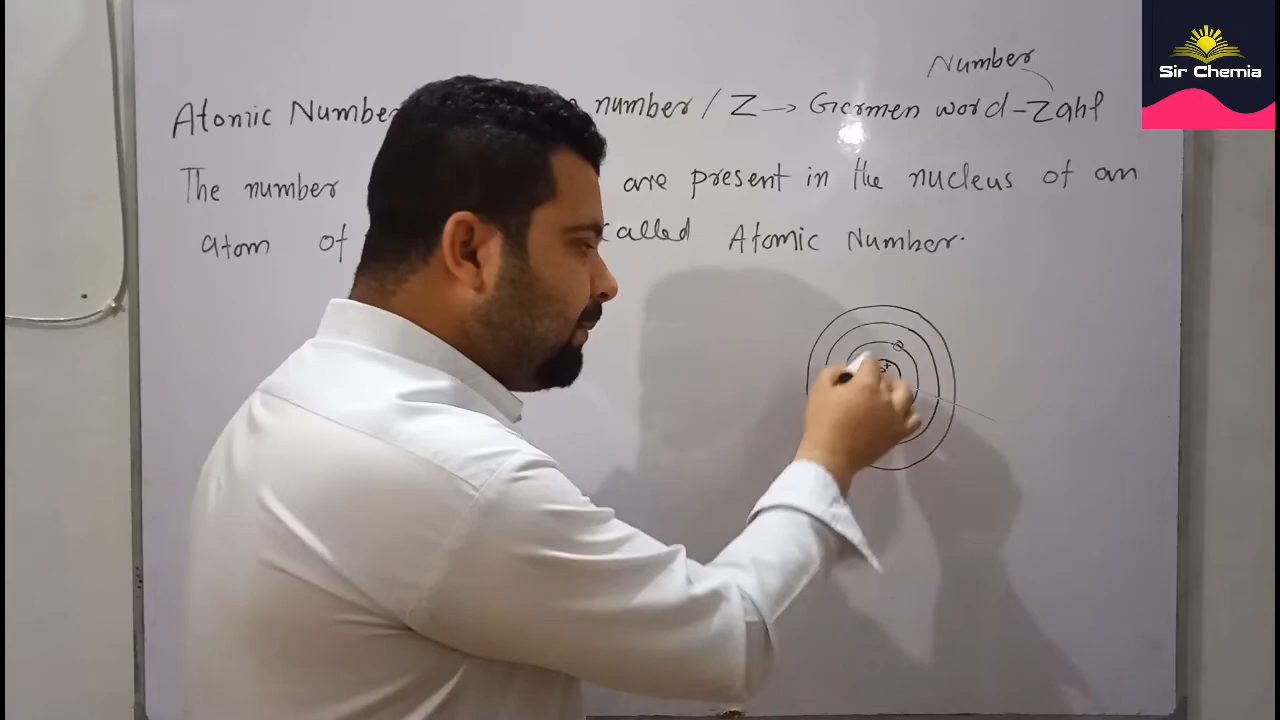 Number
Sir Chemia
Atomic Number number / Z → Germen word - Zahl
The number are present in the nucleus of an
atom of called Atomic Number.